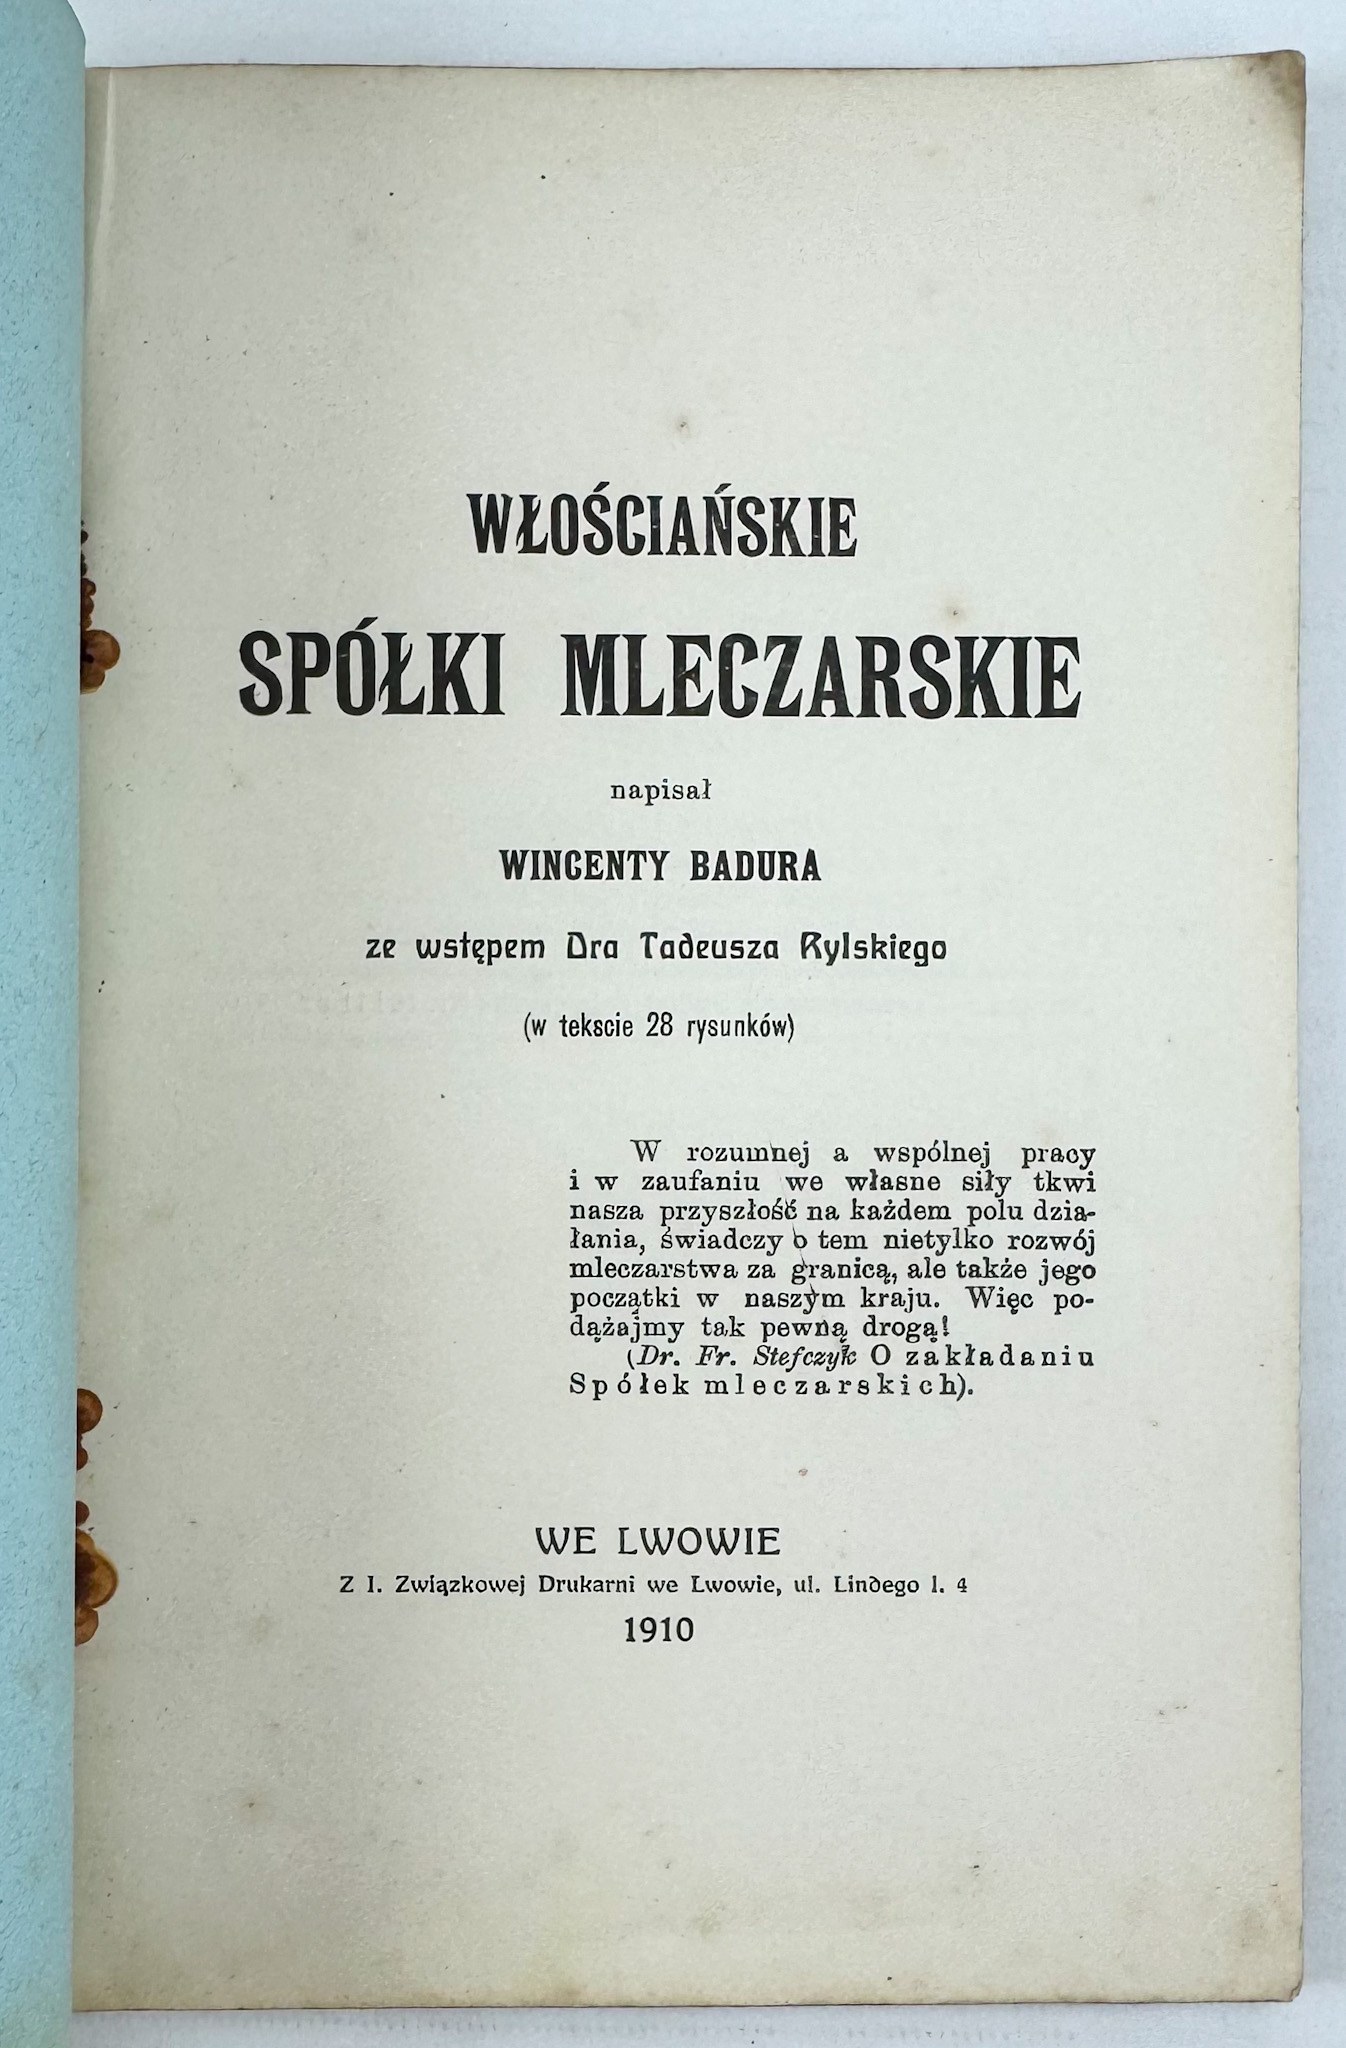 WŁOŚCIAŃSKIE
SPÓŁKI MLECZARSKIE
napisał
WINCENTY BADURA
ze wstępem Dra Tadeusza Rylskiego
(w tekscie 28 rysunków)
W rozumnej a wspólnej pracy
i w zaufaniu we własne siły tkwi
nasza przyszłość na każdem polu dzia-
łania, świadczy o tem nietylko rozwój
mleczarstwa za granicą, ale także jego
początki w naszym kraju. Więc po-
dążajmy tak pewną drogą!
(Dr. Fr. Stefczyk O zakładaniu
Spółek mleczarskich).
WE LWOWIE
Z I. Związkowej Drukarni we Lwowie, ul. Lindego l. 4
1910